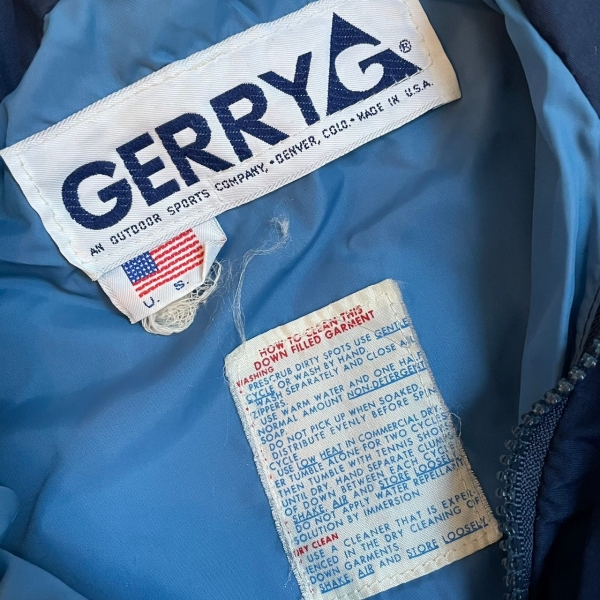 GERRY G ®
AN OUTDOOR SPORTS COMPANY, • DENVER, COLO. • MADE IN U.S.A.
U. S.
HOW TO CLEAN THIS
DOWN FILLED GARMENT
WASHING
PRESCRUB DIRTY SPOTS USE GENTLE
CYCLE OR WASH BY HAND.
WASH SEPARATELY AND CLOSE ALL
ZIPPERS.
USE WARM WATER AND ONE HALF
NORMAL AMOUNT NON-DETERGENT
SOAP.
DO NOT PICK UP WHEN SOAKED,
DISTRIBUTE EVENLY BEFORE SPIN
CYCLE.
USE LOW HEAT IN COMMERCIAL DRY-
ER TUMBLE ALONE FOR TWO CYCLES
THEN TUMBLE WITH TENNIS SHOE
UNTIL DRY. HAND SEPARATE CLUMPS
OF DOWN BETWEEN EACH CYCLE
SHAKE, AIR AND STORE LOOSELY
DO NOT APPLY WATER REPELLANT
SOLUTION BY IMMERSION
DRY CLEAN
USE A CLEANER THAT IS EXPER-
IENCED IN THE DRY CLEANING OF
DOWN GARMENTS.
SHAKE, AIR AND STORE LOOSELY